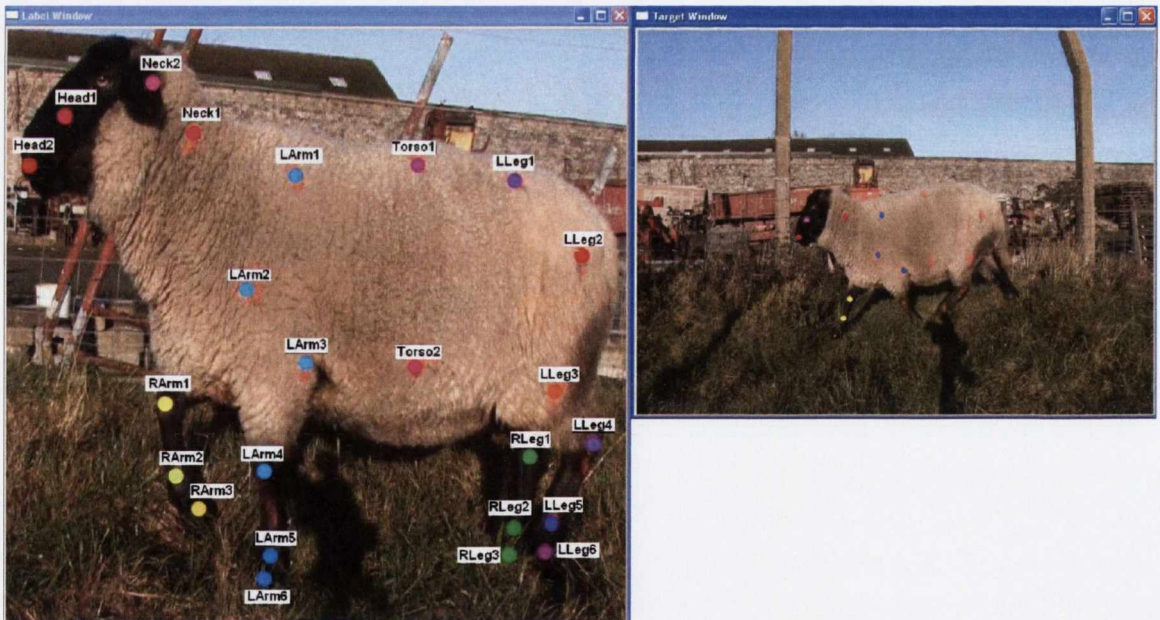 Label Window
Target Window
Neck2
Head1
Neck1
Head2
LArm1
Torso1
LLeg1
LLeg2
LArm2
LArm3
Torso2
RArm1
LLeg3
LLeg4
RLeg1
RArm2
LArm4
RArm3
RLeg2
LLeg5
RLeg3
LLeg6
LArm5
LArm6